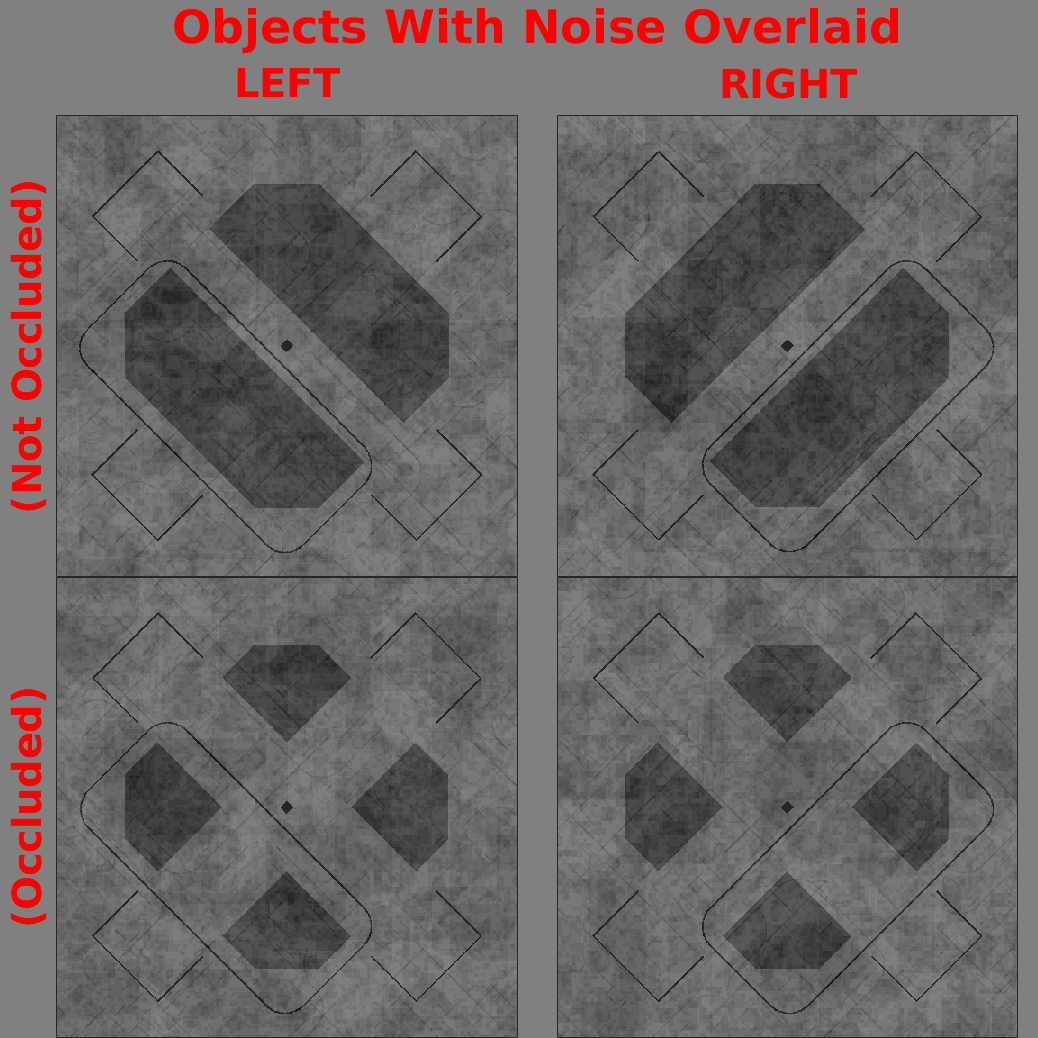 Objects With Noise Overlaid
LEFT
RIGHT
(Not Occluded)
(Occluded)